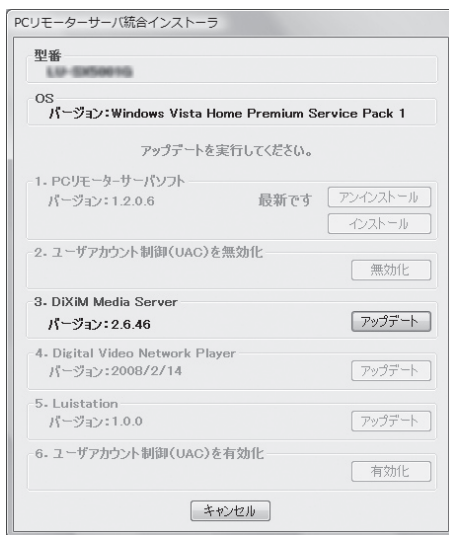 PCリモーターサーバ統合インストーラ
型番
OS
バージョン:Windows Vista Home Premium Service Pack 1
アップデートを実行してください。
1. PCリモーターサーバソフト
バージョン:1.2.0.6 最新です アンインストール
インストール
2. ユーザアカウント制御(UAC)を無効化
無効化
3. DiXiM Media Server
バージョン:2.6.46 アップデート
4. Digital Video Network Player
バージョン:2008/2/14 アップデート
5. Luistation
バージョン:1.0.0 アップデート
6. ユーザアカウント制御(UAC)を有効化
有効化
キャンセル